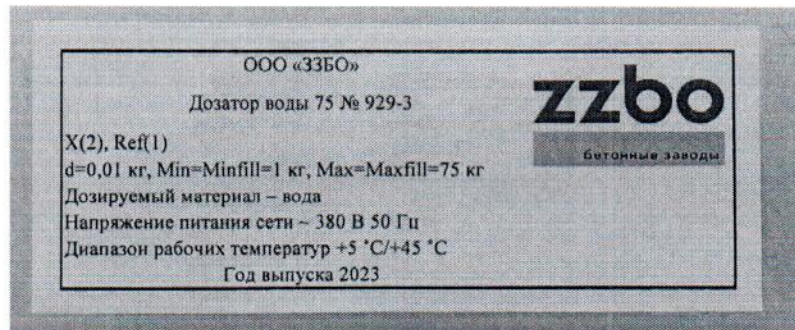 ООО «ЗЗБО»
Дозатор воды 75 № 929-3
zzbo
бетонные заводы
X(2), Ref(1)
d=0,01 кг, Min=Minfill=1 кг, Max=Maxfill=75 кг
Дозируемый материал – вода
Напряжение питания сети ~ 380 В 50 Гц
Диапазон рабочих температур +5 ˚С/+45 ˚С
Год выпуска 2023